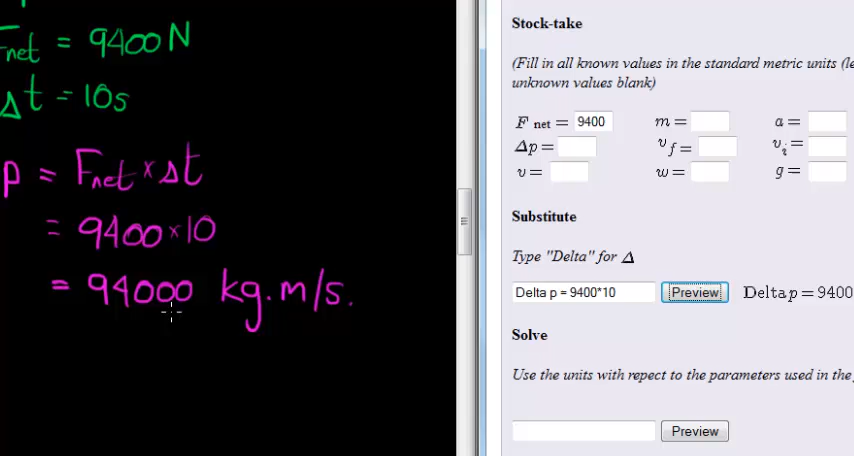 Fnet = 9400 N
Δt = 10s
p = Fnet × Δt
= 9400 × 10
= 94000 kg.m/s.
Stock-take
(Fill in all known values in the standard metric units (le
unknown values blank)
F net = 9400 m = a =
Δp = vf = vi =
v = w = g =
Substitute
Type "Delta" for Δ
Delta p = 9400*10 Preview Deltap = 9400
Solve
Use the units with repect to the parameters used in the
Preview